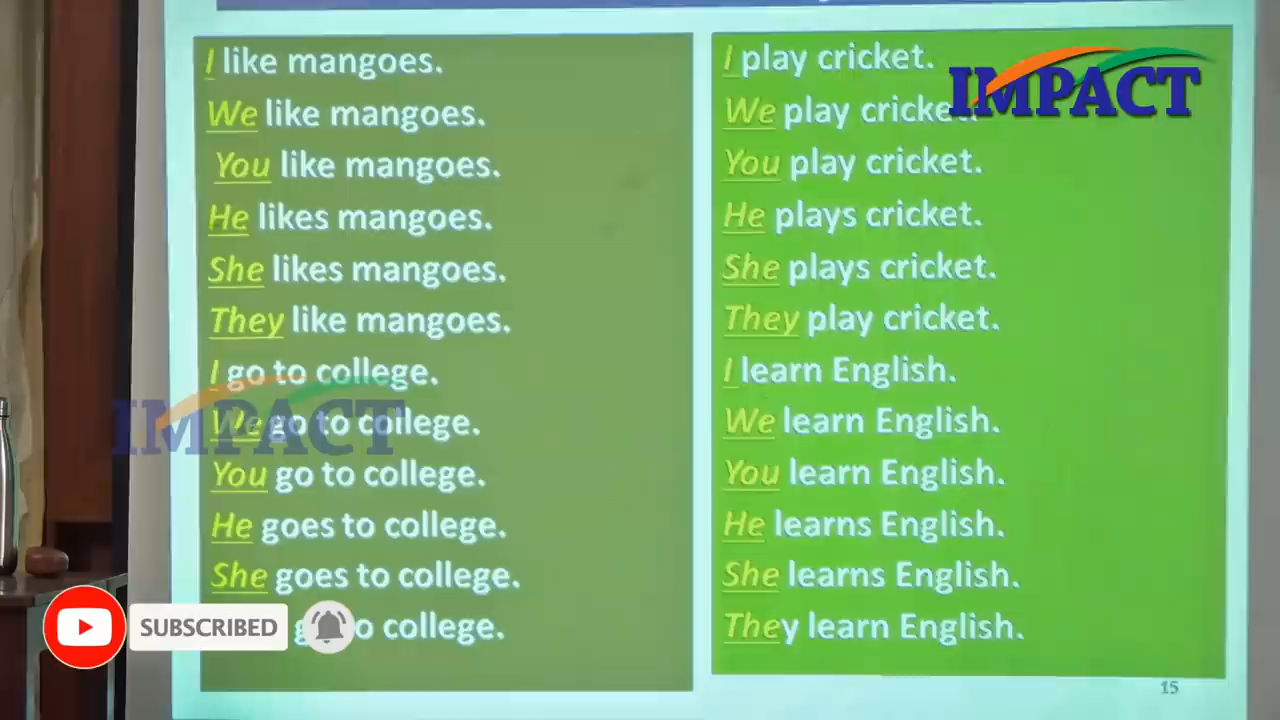 I like mangoes.
We like mangoes.
You like mangoes.
He likes mangoes.
She likes mangoes.
They like mangoes.
I go to college.
We go to college.
You go to college.
He goes to college.
She goes to college.
to college.
I play cricket.
We play cricket.
You play cricket.
He plays cricket.
She plays cricket.
They play cricket.
I learn English.
We learn English.
You learn English.
He learns English.
She learns English.
They learn English.
IMPACT
IMPACT
SUBSCRIBED
15